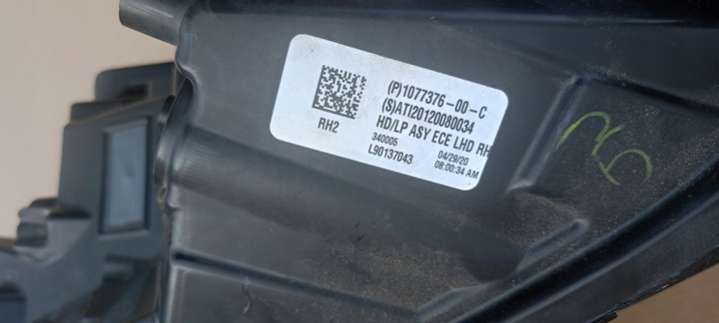 (P)1077376-00-C
(S)ATI20120080034
HD/LP ASY ECE LHD RH
RH2
340005
04/29/20
L90137043
08:00:34 AM